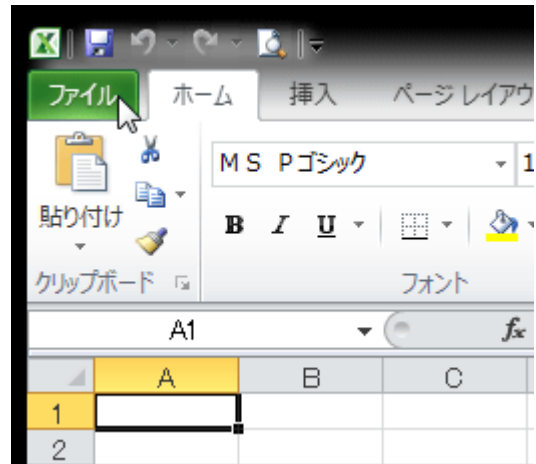 ファイル ホーム 挿入 ページ レイアウ
MS Pゴシック 1
貼り付け B I U
クリップボード フォント
A1 fx
A B C
1
2